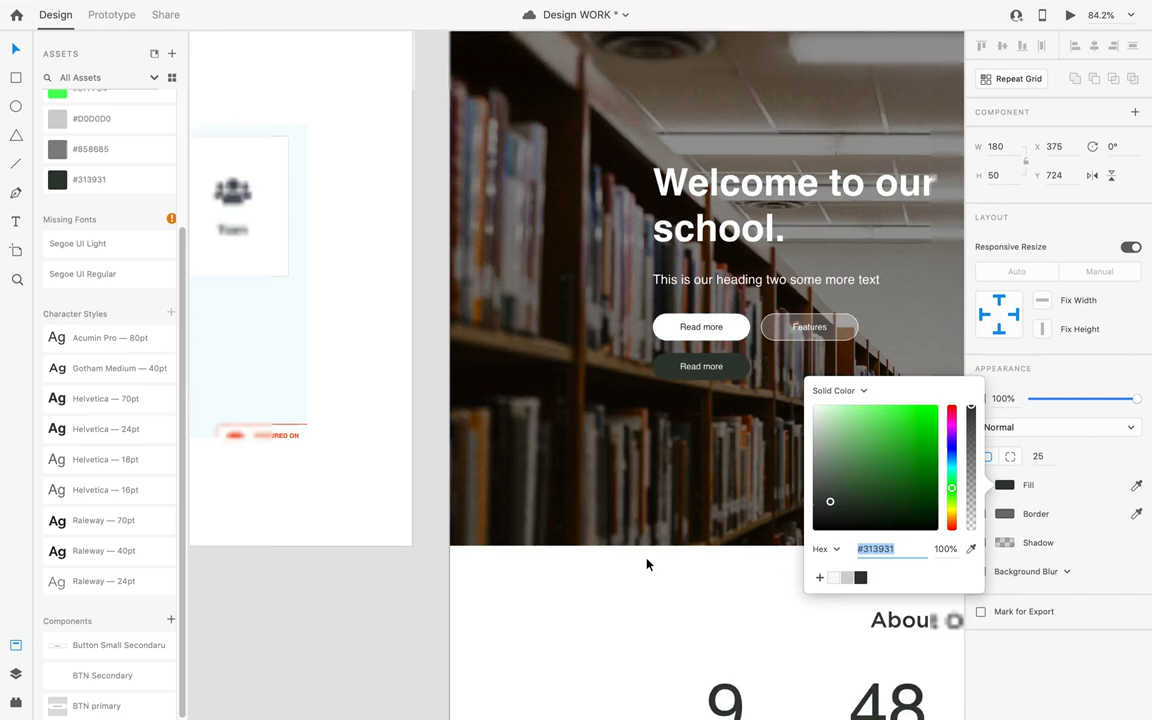 Design
Prototype
Share
Design WORK *
84.2%
ASSETS
All Assets
#D0D0D0
#858685
#313931
Missing Fonts
Segoe UI Light
Segoe UI Regular
Character Styles
Ag Acumin Pro — 80pt
Ag Gotham Medium — 40pt
Ag Helvetica — 70pt
Ag Helvetica — 24pt
Ag Helvetica — 18pt
Ag Helvetica — 16pt
Ag Raleway — 70pt
Ag Raleway — 40pt
Ag Raleway — 24pt
Components
Button Small Secondaru
BTN Secondary
BTN primary
Welcome to our
school.
This is our heading two some more text
Read more
Features
Read more
About
9
48
Solid Color
Hex
#313931
100%
Repeat Grid
COMPONENT
W 180
X 375
0°
H 50
Y 724
LAYOUT
Responsive Resize
Auto
Manual
Fix Width
Fix Height
APPEARANCE
100%
Normal
25
Fill
Border
Shadow
Background Blur
Mark for Export